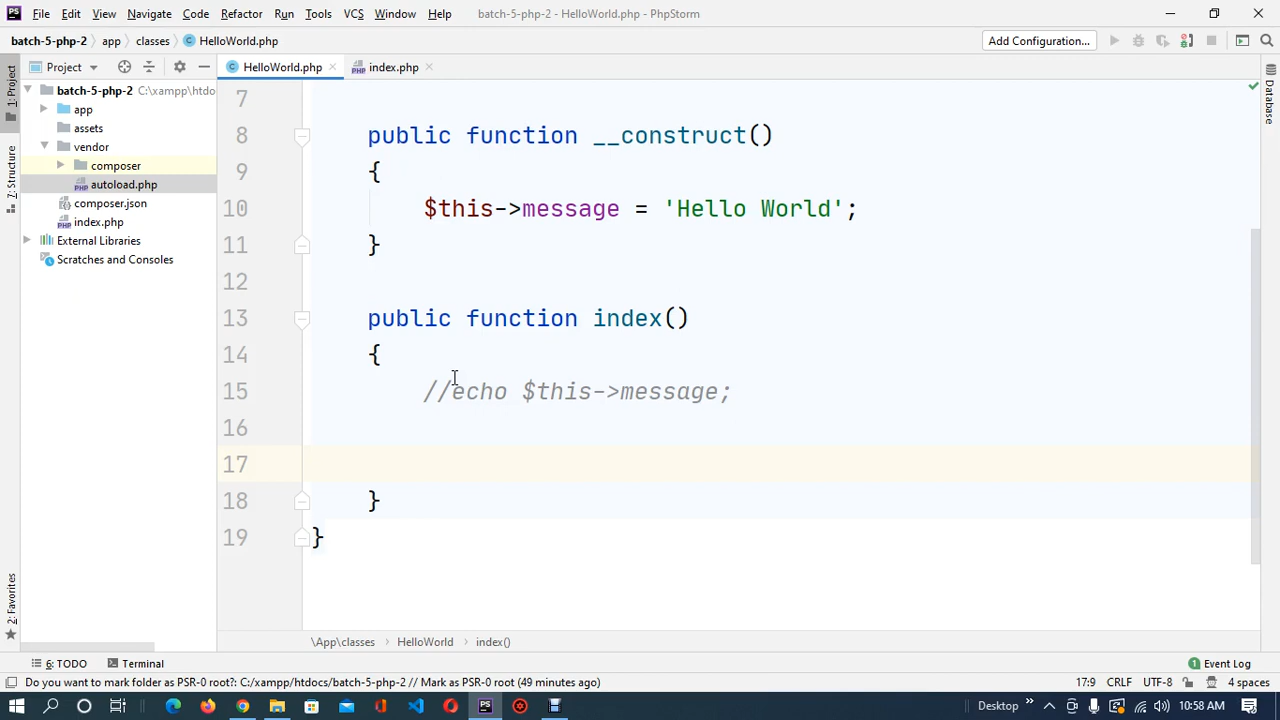 File Edit View Navigate Code Refactor Run Tools VCS Window Help batch-5-php-2 - HelloWorld.php - PhpStorm
batch-5-php-2 app classes HelloWorld.php Add Configuration...
Project HelloWorld.php index.php
1: Project
7: Structure
2: Favorites
Database
batch-5-php-2 C:\xampp\htdo
app
assets
vendor
composer
autoload.php
composer.json
index.php
External Libraries
Scratches and Consoles
7
8 public function __construct()
9 {
10 $this->message = 'Hello World';
11 }
12
13 public function index()
14 {
15 //echo $this->message;
16
17
18 }
19 }
\App\classes HelloWorld index()
6: TODO Terminal 1 Event Log
Do you want to mark folder as PSR-0 root?: C:/xampp/htdocs/batch-5-php-2 // Mark as PSR-0 root (49 minutes ago) 17:9 CRLF UTF-8 4 spaces
Desktop 10:58 AM